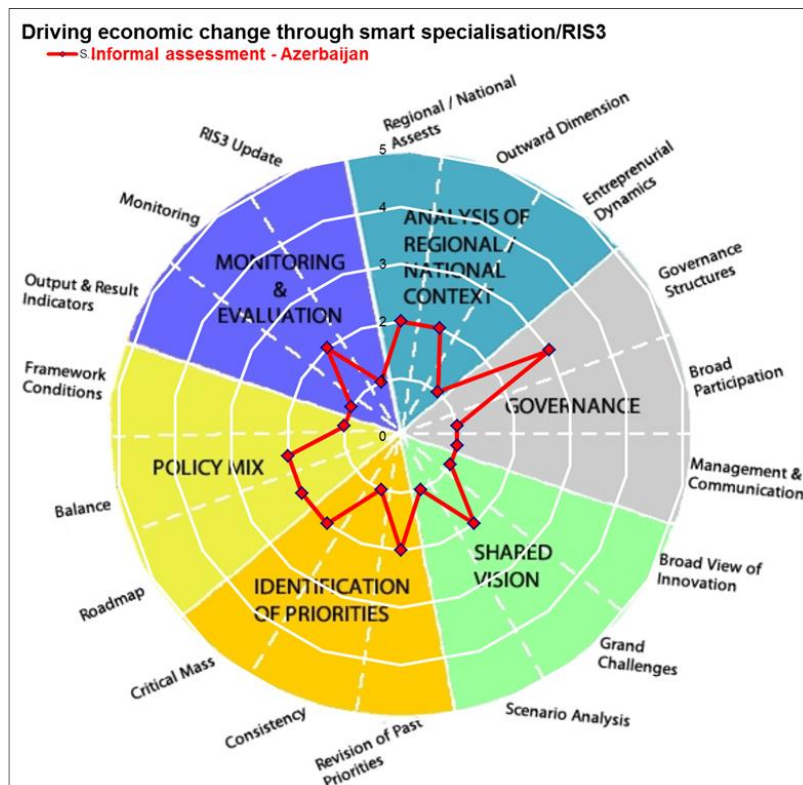 Driving economic change through smart specialisation/RIS3
S. Informal assessment - Azerbaijan
Regional / National
Assests
Outward Dimension
Entreprenurial
Dynamics
Governance
Structures
Broad
Participation
Management &
Communication
Broad View of
Innovation
Grand
Challenges
Scenario Analysis
Revision of Past
Priorities
Consistency
Critical Mass
Roadmap
Balance
Framework
Conditions
Output & Result
Indicators
Monitoring
RIS3 Update
5
4
3
2
0
ANALYSIS OF
REGIONAL /
NATIONAL
CONTEXT
GOVERNANCE
SHARED
VISION
IDENTIFICATION
OF PRIORITIES
POLICY MIX
MONITORING
&
EVALUATION